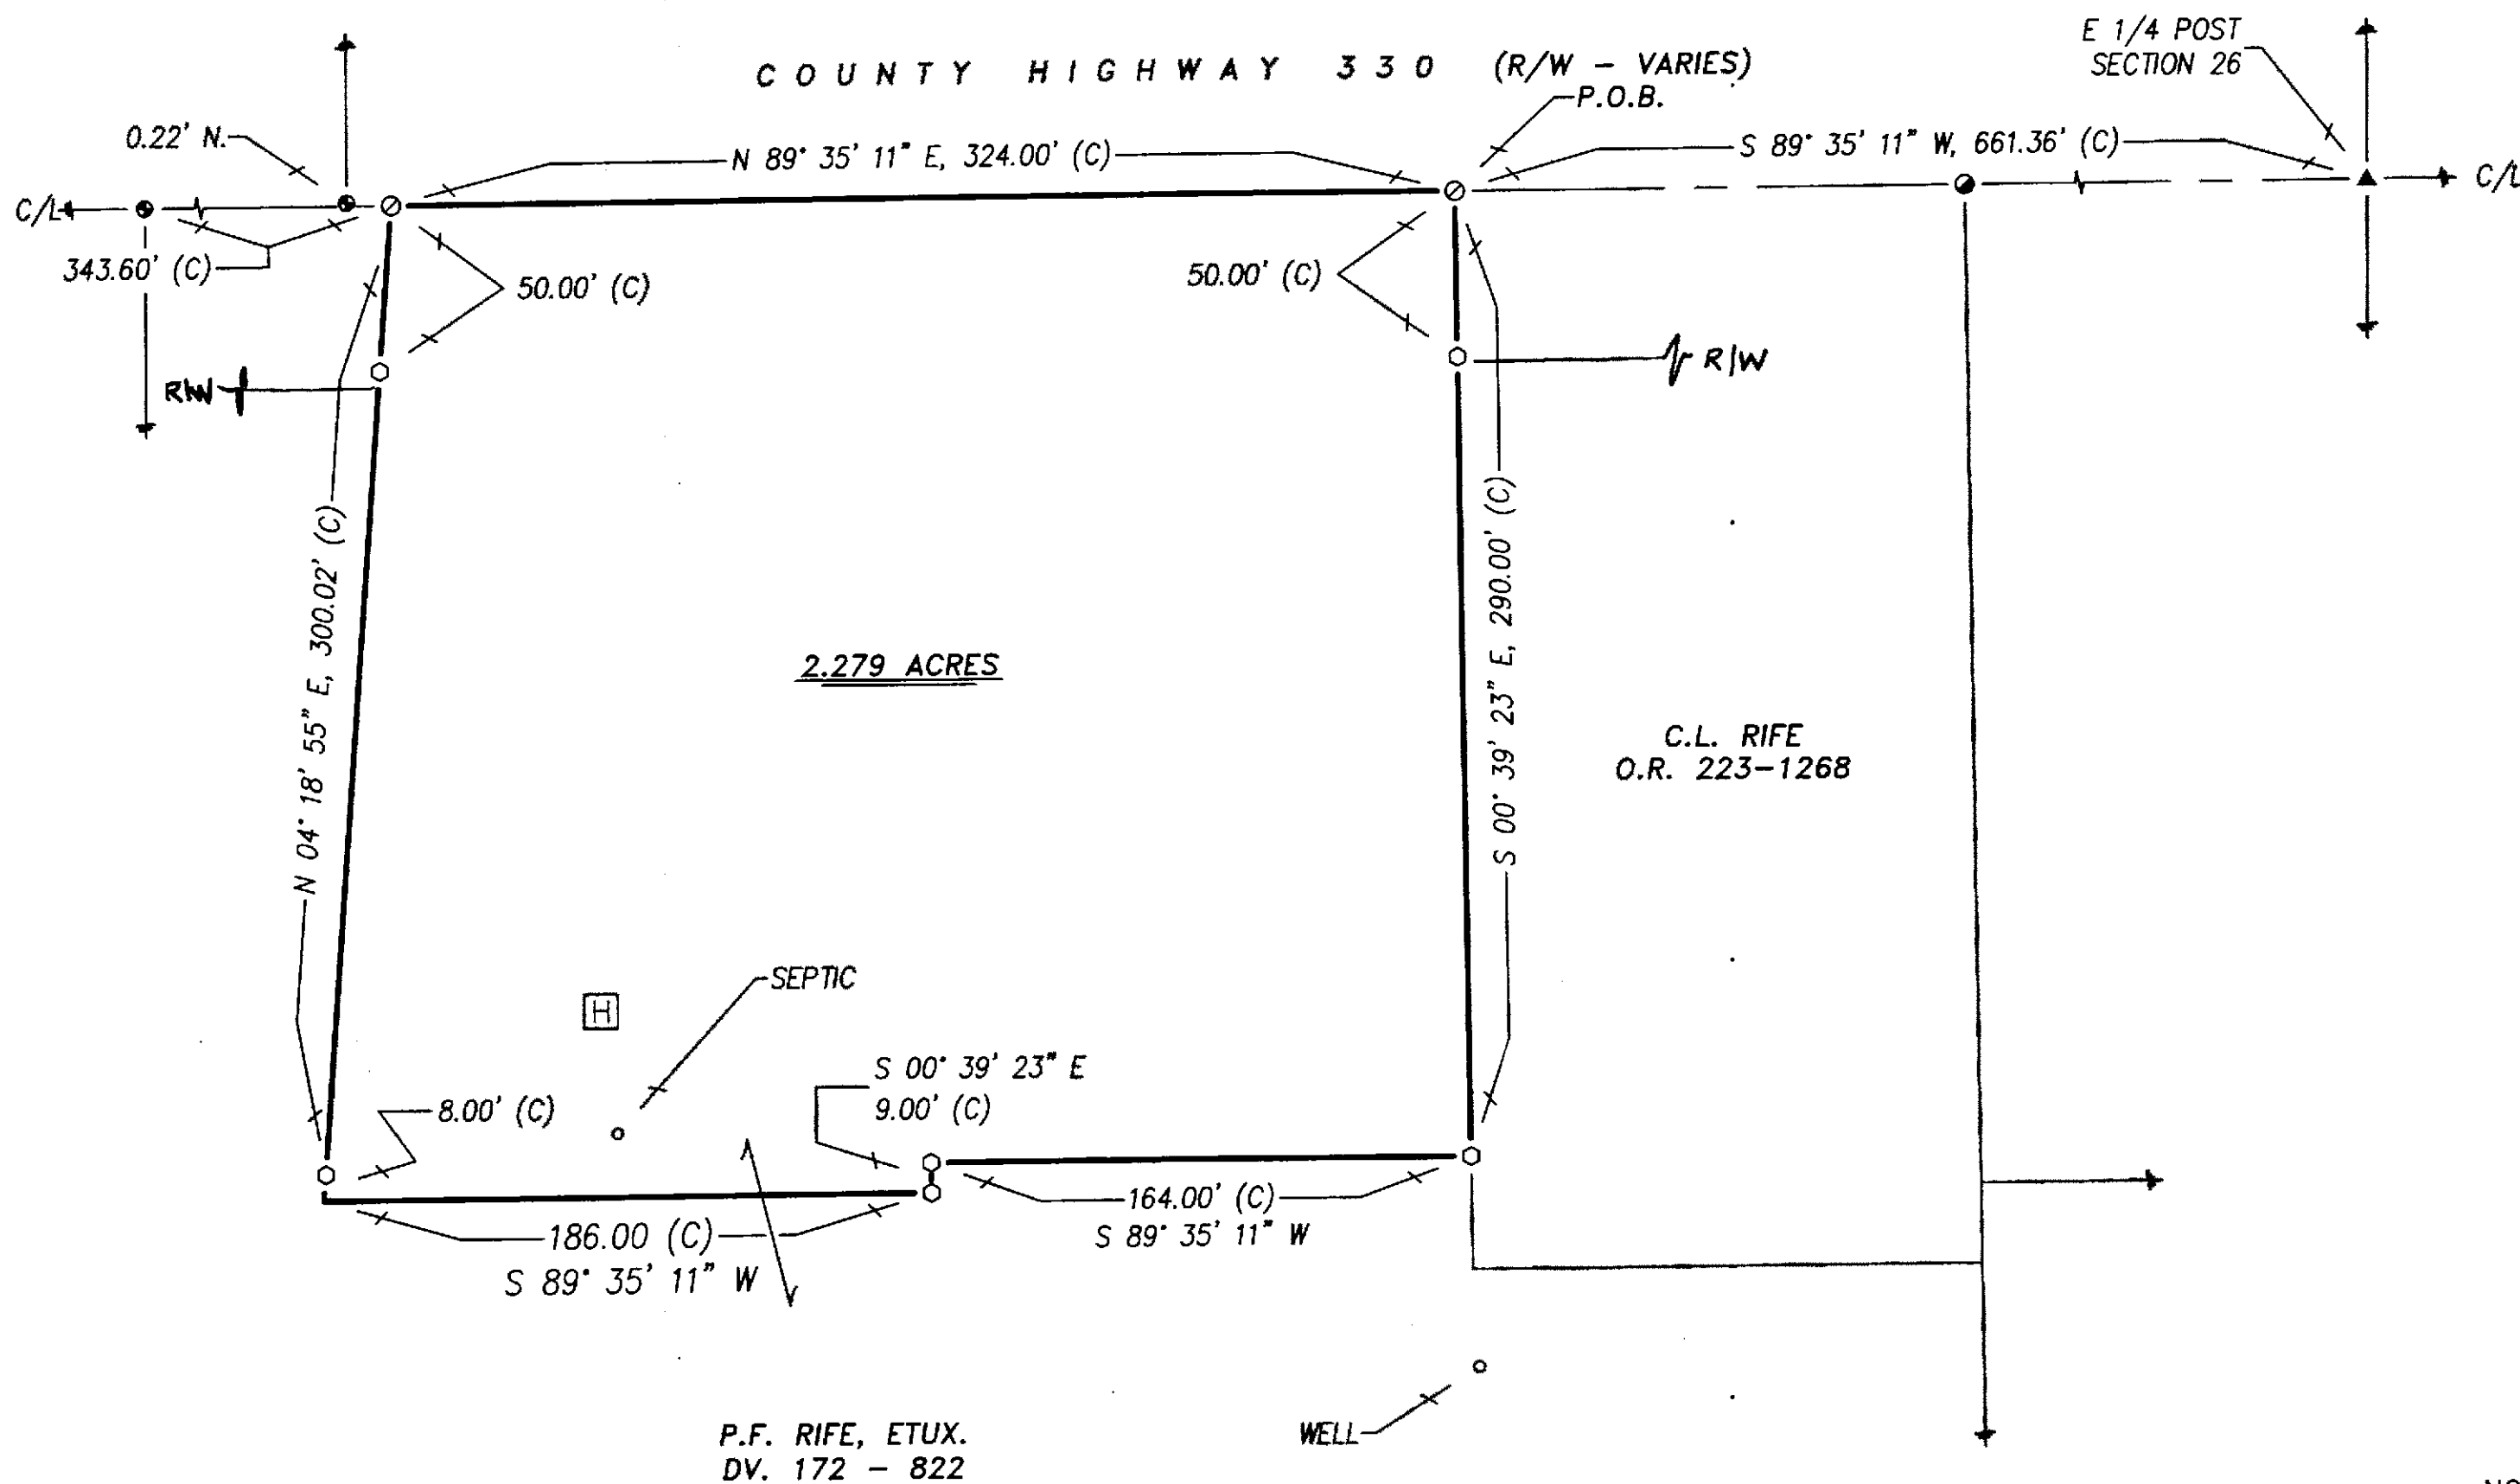 COUNTY HIGHWAY 330 (R/W - VARIES)
E 1/4 POST
SECTION 26
P.O.B.
0.22' N.
N 89° 35' 11" E, 324.00' (C)
S 89° 35' 11" W, 661.36' (C)
C/L
C/L
343.60' (C)
50.00' (C)
50.00' (C)
R/W
R/W
N 04° 18' 55" E, 300.02' (C)
S 00° 39' 23" E, 290.00' (C)
2.279 ACRES
C.L. RIFE
O.R. 223-1268
SEPTIC
H
S 00° 39' 23" E
9.00' (C)
8.00' (C)
186.00 (C)
S 89° 35' 11" W
164.00' (C)
S 89° 35' 11" W
WELL
P.F. RIFE, ETUX.
DV. 172 - 822